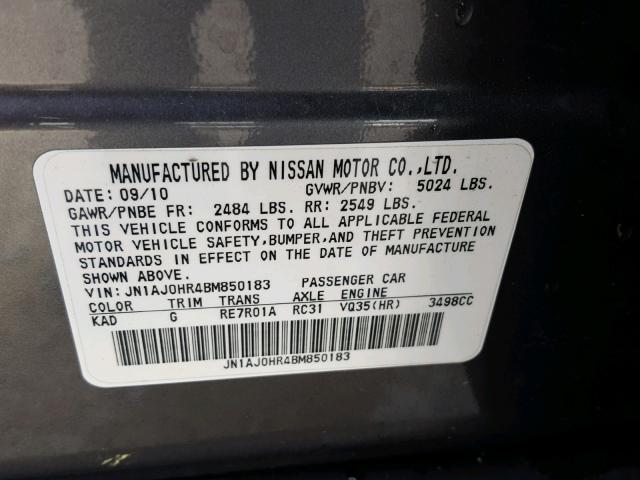 MANUFACTURED BY NISSAN MOTOR CO.,LTD.
DATE: 09/10 GVWR/PNBV: 5024 LBS.
GAWR/PNBE FR: 2484 LBS. RR: 2549 LBS.
THIS VEHICLE CONFORMS TO ALL APPLICABLE FEDERAL
MOTOR VEHICLE SAFETY,BUMPER,AND THEFT PREVENTION
STANDARDS IN EFFECT ON THE DATE OF MANUFACTURE
SHOWN ABOVE.
VIN: JN1AJ0HR4BM850183 PASSENGER CAR
COLOR TRIM TRANS AXLE ENGINE
KAD G RE7R01A RC31 VQ35(HR) 3498CC
JN1AJ0HR4BM850183